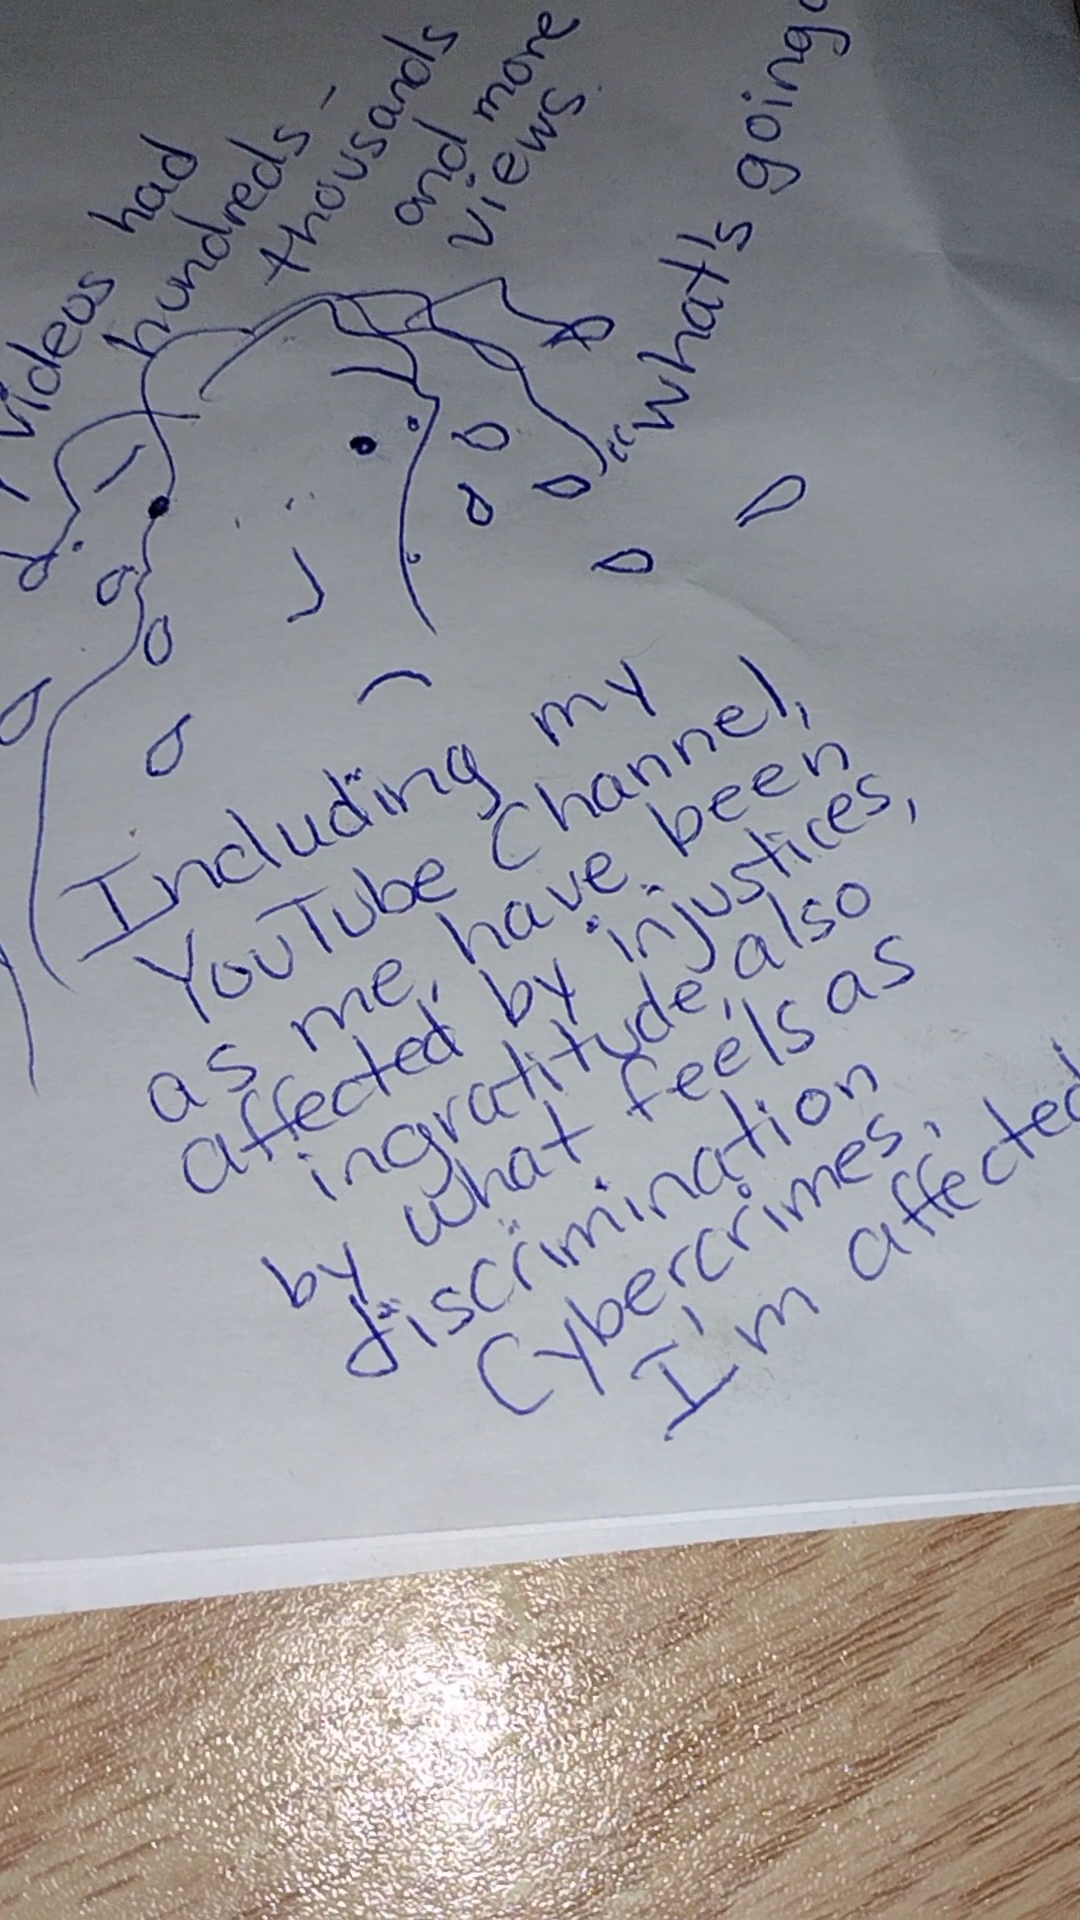 videos had
hundreds -
thousands
and more
views.
"What's going
Including my
YouTube Channel,
as me, have been
affected by injustices,
ingratitude, also
by what feels as
discrimination
Cybercrimes.
I'm affected